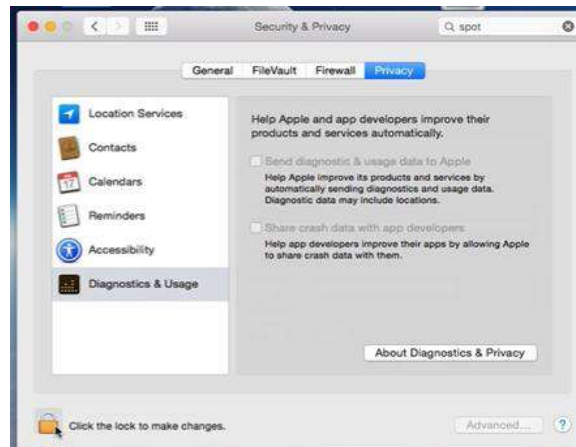 Security & Privacy
spot
General FileVault Firewall Privacy
Location Services
Contacts
17
Calendars
Reminders
Accessibility
Diagnostics & Usage
Help Apple and app developers improve their
products and services automatically.
Send diagnostic & usage data to Apple
Help Apple improve its products and services by
automatically sending diagnostics and usage data.
Diagnostic data may include locations.
Share crash data with app developers
Help app developers improve their apps by allowing Apple
to share crash data with them.
About Diagnostics & Privacy
Click the lock to make changes.
Advanced...
?